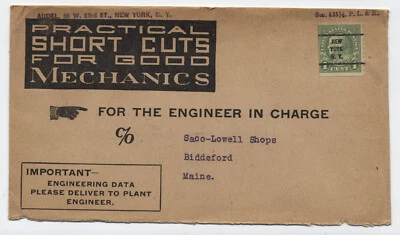 AUDEL, 65 W. 23rd ST., NEW YORK, N. Y.
Sec. 435½, P. L. & R.
PRACTICAL
SHORT CUTS
FOR GOOD
MECHANICS
NEW
YORK
N.Y.
FOR THE ENGINEER IN CHARGE
c/o
Saco-Lowell Shops
Biddeford
Maine.
IMPORTANT—
ENGINEERING DATA
PLEASE DELIVER TO PLANT
ENGINEER.